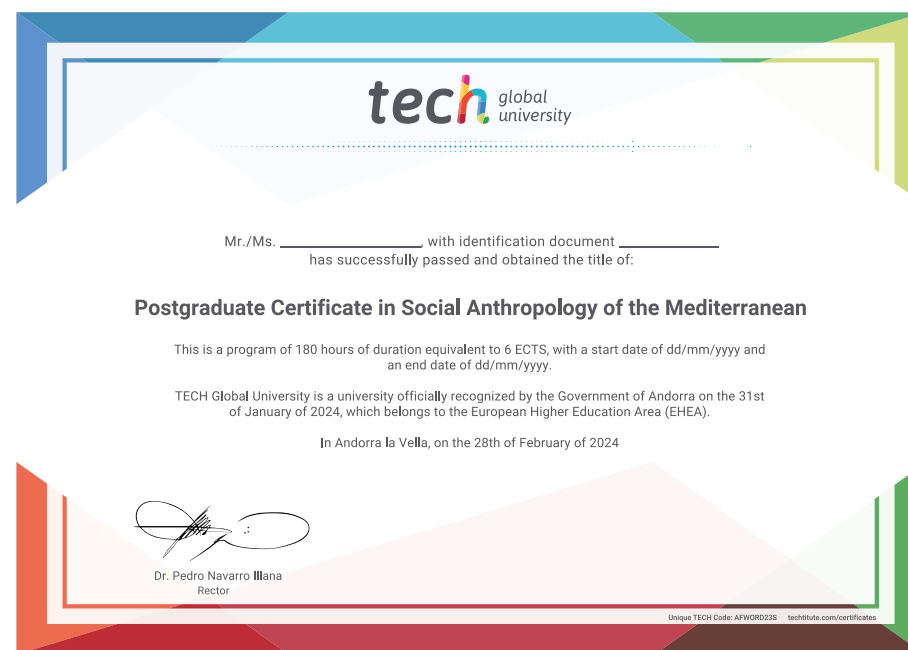 tech global
university
Mr./Ms. __________________, with identification document ____________
has successfully passed and obtained the title of:
Postgraduate Certificate in Social Anthropology of the Mediterranean
This is a program of 180 hours of duration equivalent to 6 ECTS, with a start date of dd/mm/yyyy and
an end date of dd/mm/yyyy.
TECH Global University is a university officially recognized by the Government of Andorra on the 31st
of January of 2024, which belongs to the European Higher Education Area (EHEA).
In Andorra la Vella, on the 28th of February of 2024
Dr. Pedro Navarro Illana
Rector
Unique TECH Code: AFWORD23S techtitute.com/certificates